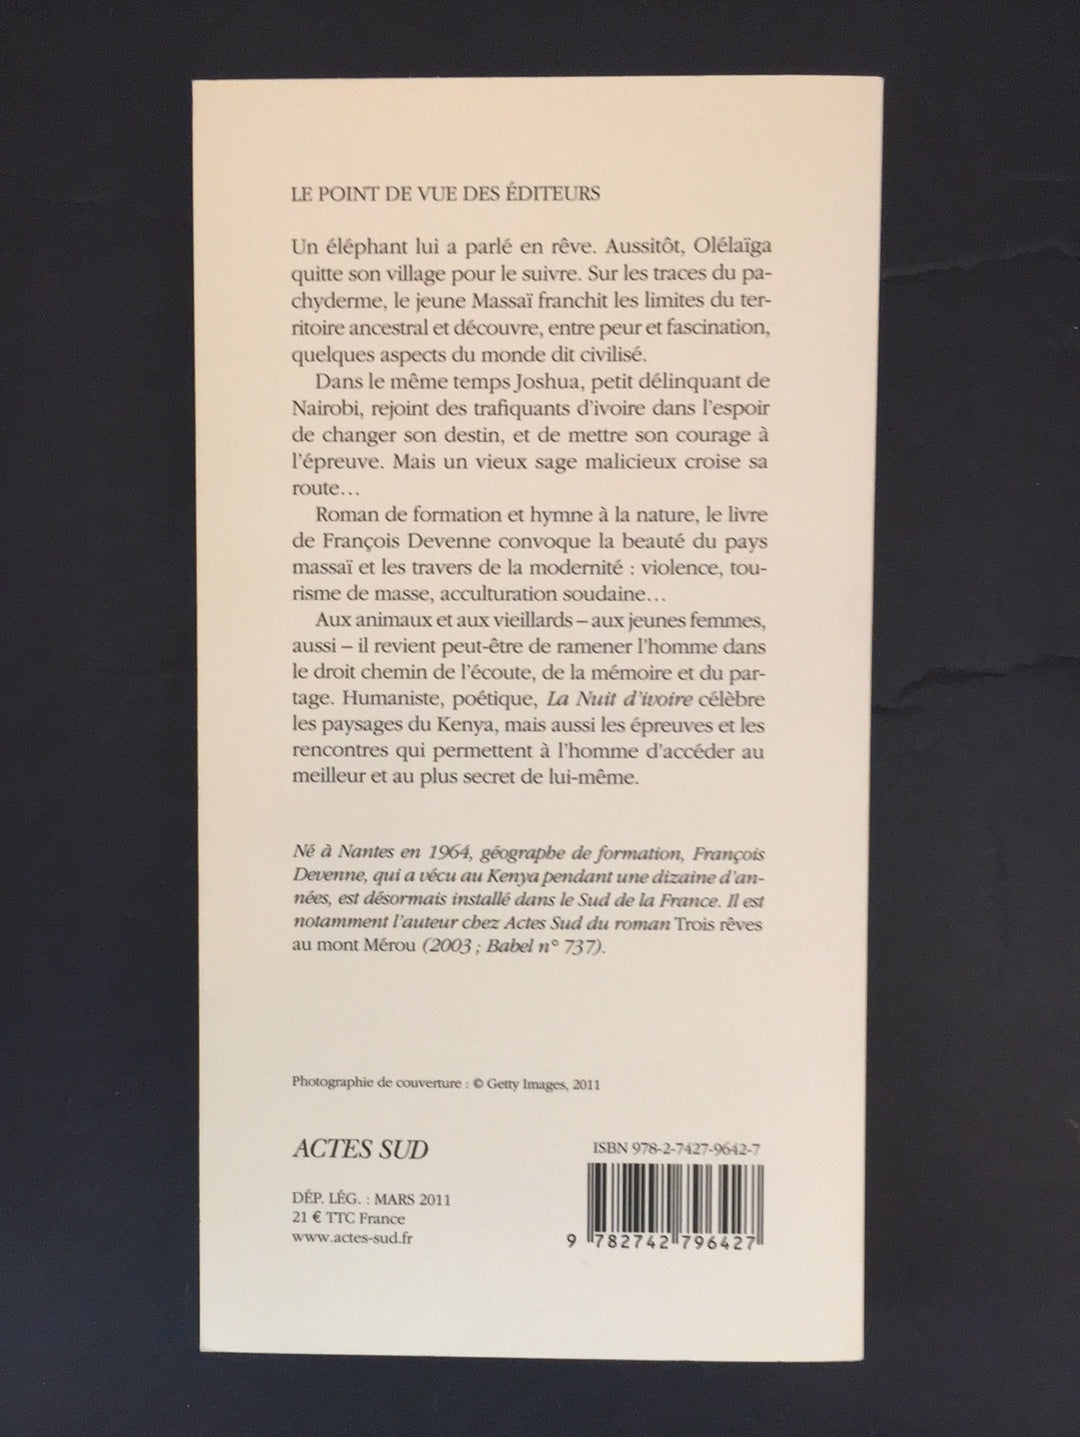 LE POINT DE VUE DES ÉDITEURS
Un éléphant lui a parlé en rêve. Aussitôt, Olélaïga
quitte son village pour le suivre. Sur les traces du pa-
chyderme, le jeune Massaï franchit les limites du ter-
ritoire ancestral et découvre, entre peur et fascination,
quelques aspects du monde dit civilisé.
Dans le même temps Joshua, petit délinquant de
Nairobi, rejoint des trafiquants d'ivoire dans l'espoir
de changer son destin, et de mettre son courage à
l'épreuve. Mais un vieux sage malicieux croise sa
route…
Roman de formation et hymne à la nature, le livre
de François Devenne convoque la beauté du pays
massaï et les travers de la modernité : violence, tou-
risme de masse, acculturation soudaine…
Aux animaux et aux vieillards – aux jeunes femmes,
aussi – il revient peut-être de ramener l'homme dans
le droit chemin de l'écoute, de la mémoire et du par-
tage. Humaniste, poétique, La Nuit d'ivoire célèbre
les paysages du Kenya, mais aussi les épreuves et les
rencontres qui permettent à l'homme d'accéder au
meilleur et au plus secret de lui-même.
Né à Nantes en 1964, géographe de formation, François
Devenne, qui a vécu au Kenya pendant une dizaine d'an-
nées, est désormais installé dans le Sud de la France. Il est
notamment l'auteur chez Actes Sud du roman Trois rêves
au mont Mérou (2003 ; Babel n° 737).
Photographie de couverture : © Getty Images, 2011
ACTES SUD
DÉP. LÉG. : MARS 2011
21 € TTC France
www.actes-sud.fr
ISBN 978-2-7427-9642-7
9 782742 796427